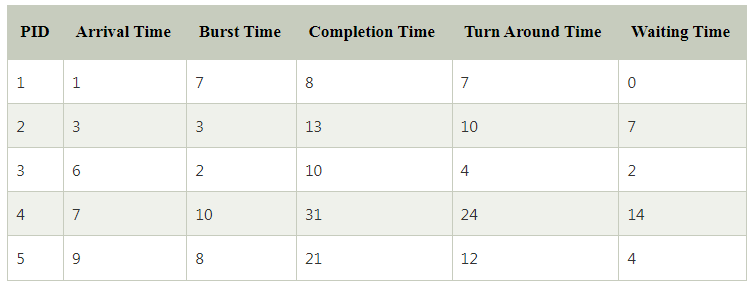 PID Arrival Time Burst Time Completion Time Turn Around Time Waiting Time
1 1 7 8 7 0
2 3 3 13 10 7
3 6 2 10 4 2
4 7 10 31 24 14
5 9 8 21 12 4